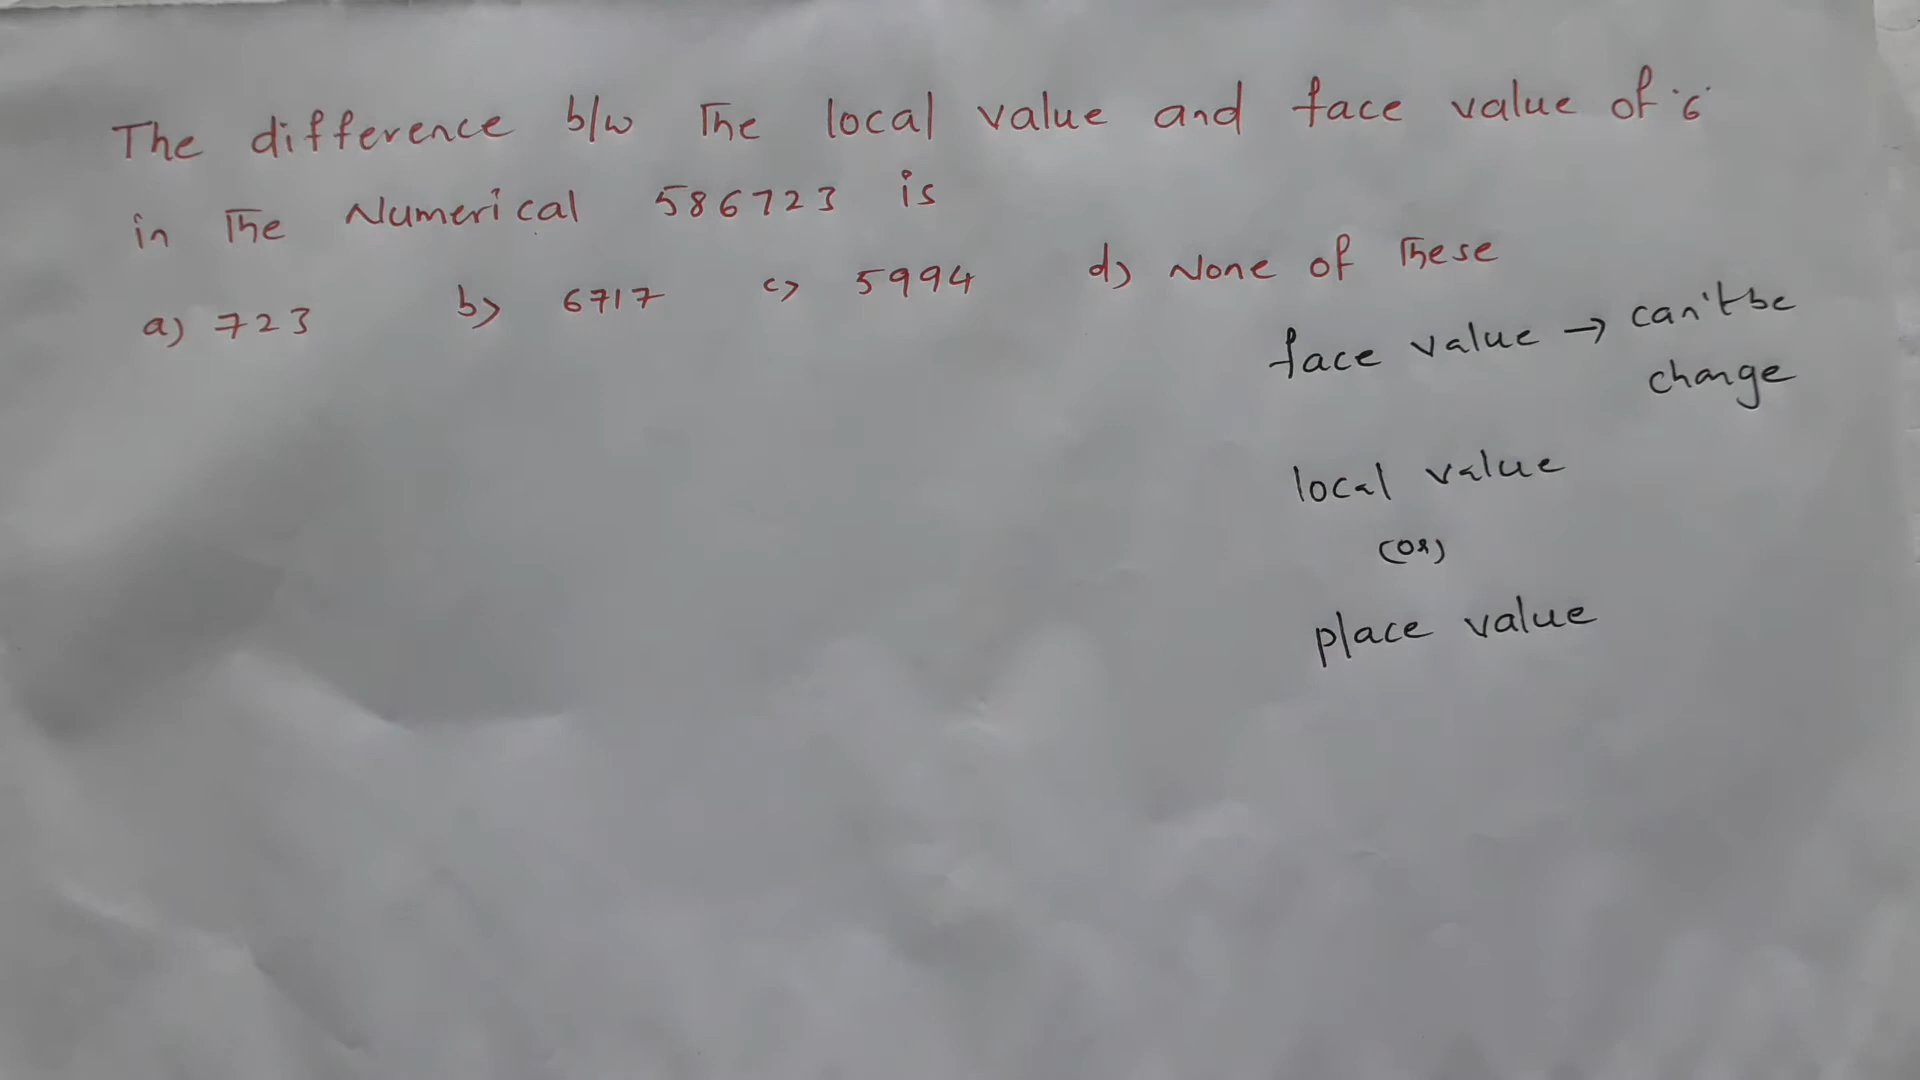 The difference b/w The local value and face value of '6'
in The Numerical 586723 is
a) 723 b) 6717 c) 5994 d) None of These
face value → can't be
change
local value
(or)
place value